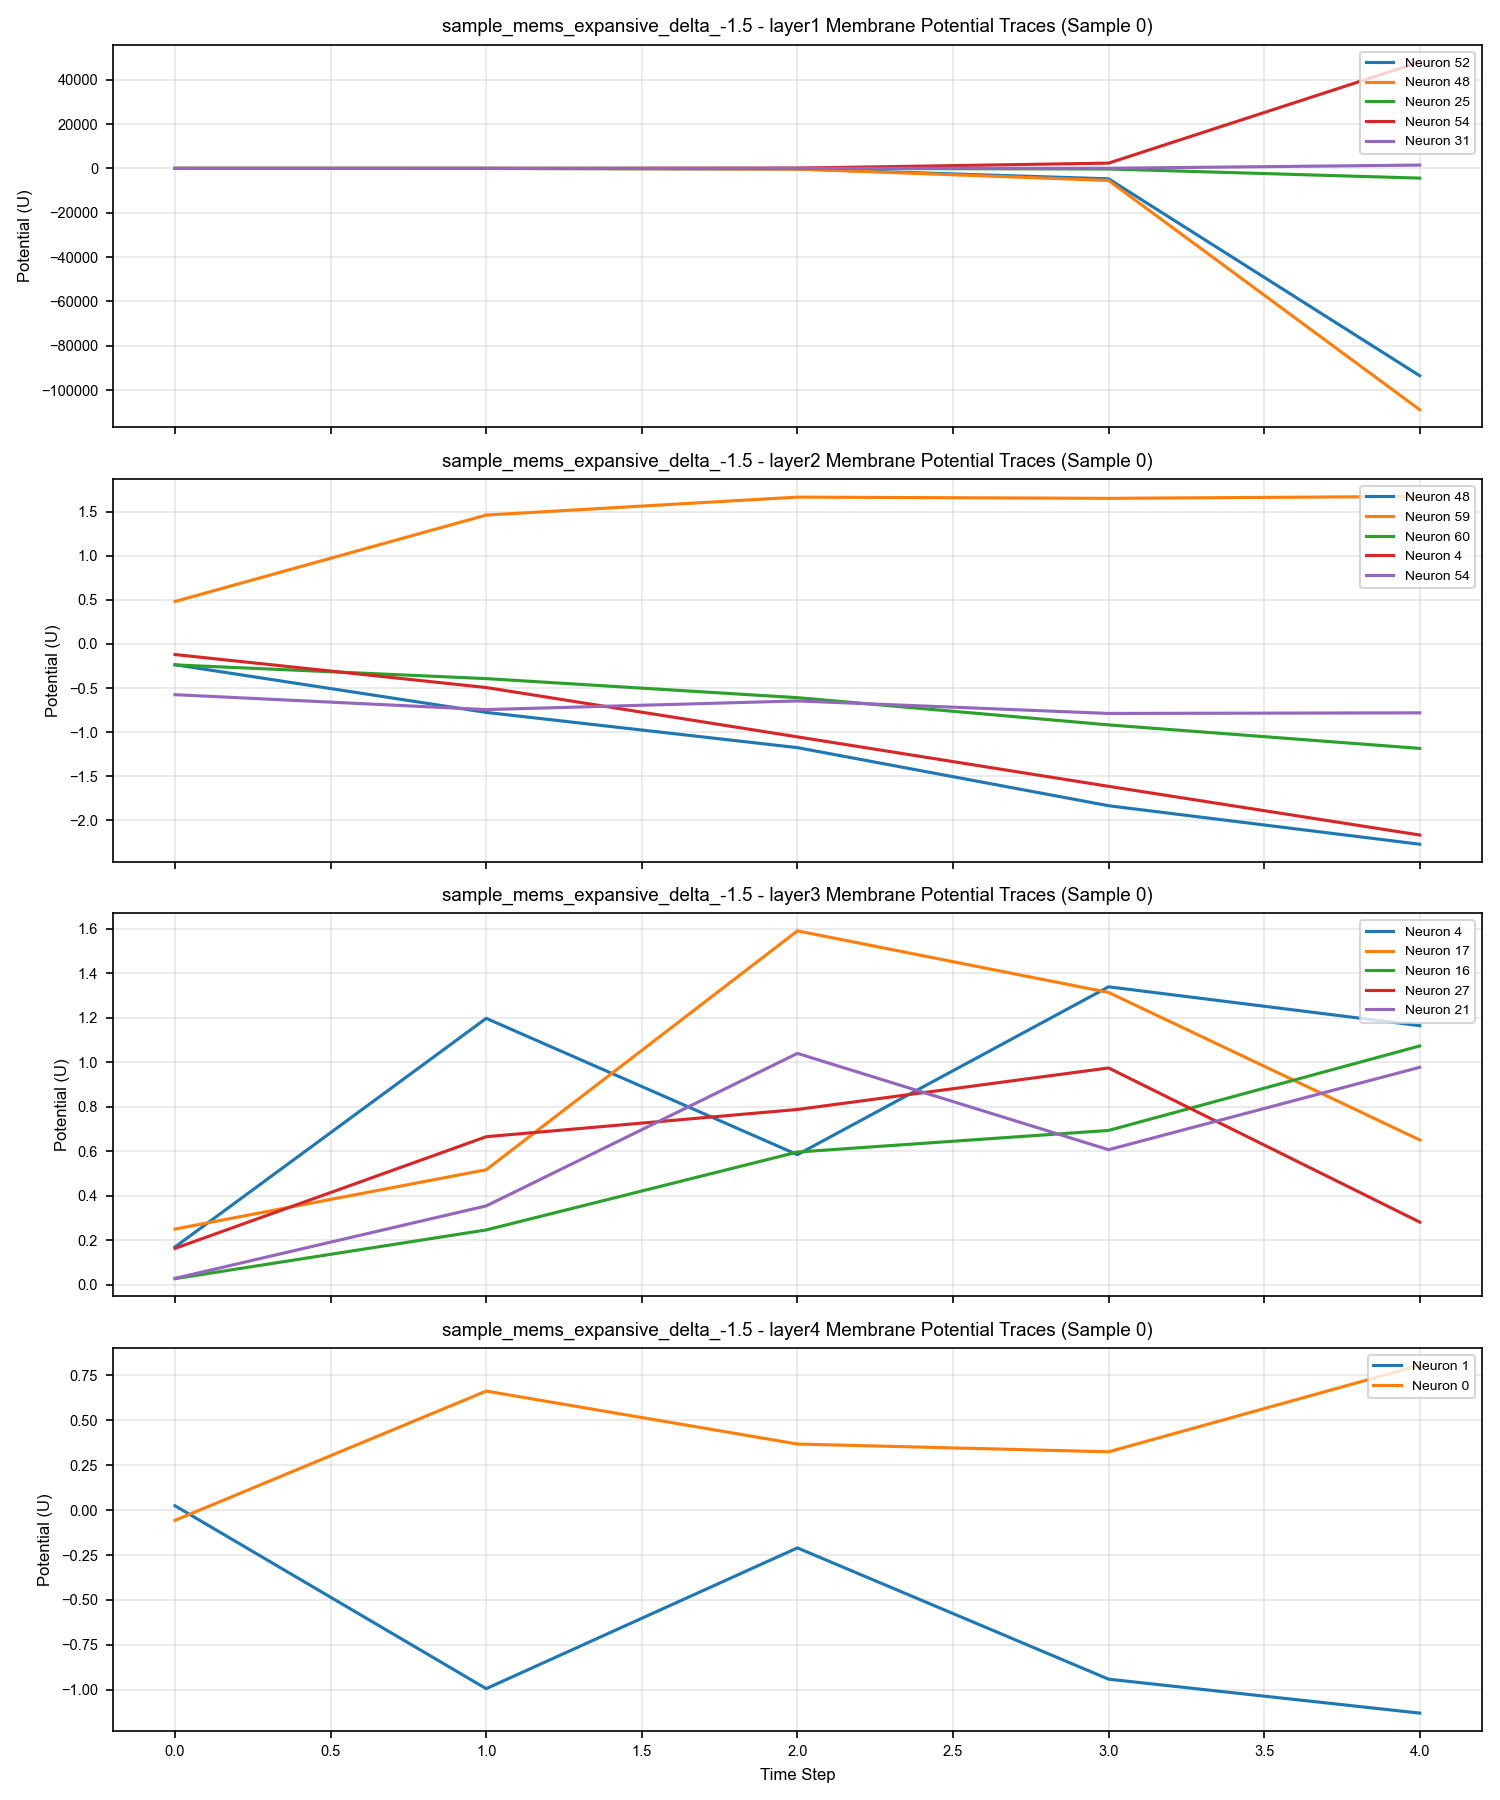 sample_mems_expansive_delta_-1.5 - layer1 Membrane Potential Traces (Sample 0)
Potential (U)
40000
20000
0
−20000
−40000
−60000
−80000
−100000
Neuron 52
Neuron 48
Neuron 25
Neuron 54
Neuron 31
sample_mems_expansive_delta_-1.5 - layer2 Membrane Potential Traces (Sample 0)
Potential (U)
1.5
1.0
0.5
0.0
−0.5
−1.0
−1.5
−2.0
Neuron 48
Neuron 59
Neuron 60
Neuron 4
Neuron 54
sample_mems_expansive_delta_-1.5 - layer3 Membrane Potential Traces (Sample 0)
Potential (U)
1.6
1.4
1.2
1.0
0.8
0.6
0.4
0.2
0.0
Neuron 4
Neuron 17
Neuron 16
Neuron 27
Neuron 21
sample_mems_expansive_delta_-1.5 - layer4 Membrane Potential Traces (Sample 0)
Potential (U)
0.75
0.50
0.25
0.00
−0.25
−0.50
−0.75
−1.00
Neuron 1
Neuron 0
0.0 0.5 1.0 1.5 2.0 2.5 3.0 3.5 4.0
Time Step